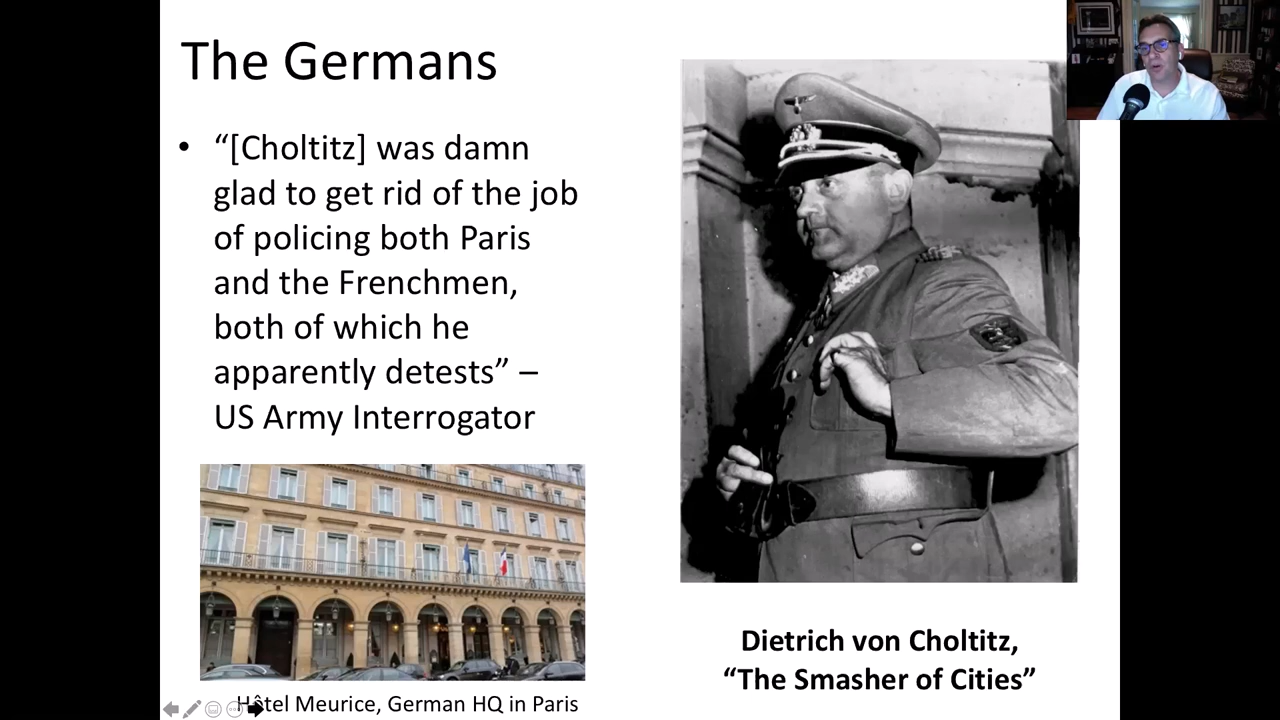 The Germans
• “[Choltitz] was damn
glad to get rid of the job
of policing both Paris
and the Frenchmen,
both of which he
apparently detests” –
US Army Interrogator
Hôtel Meurice, German HQ in Paris
Dietrich von Choltitz,
“The Smasher of Cities”